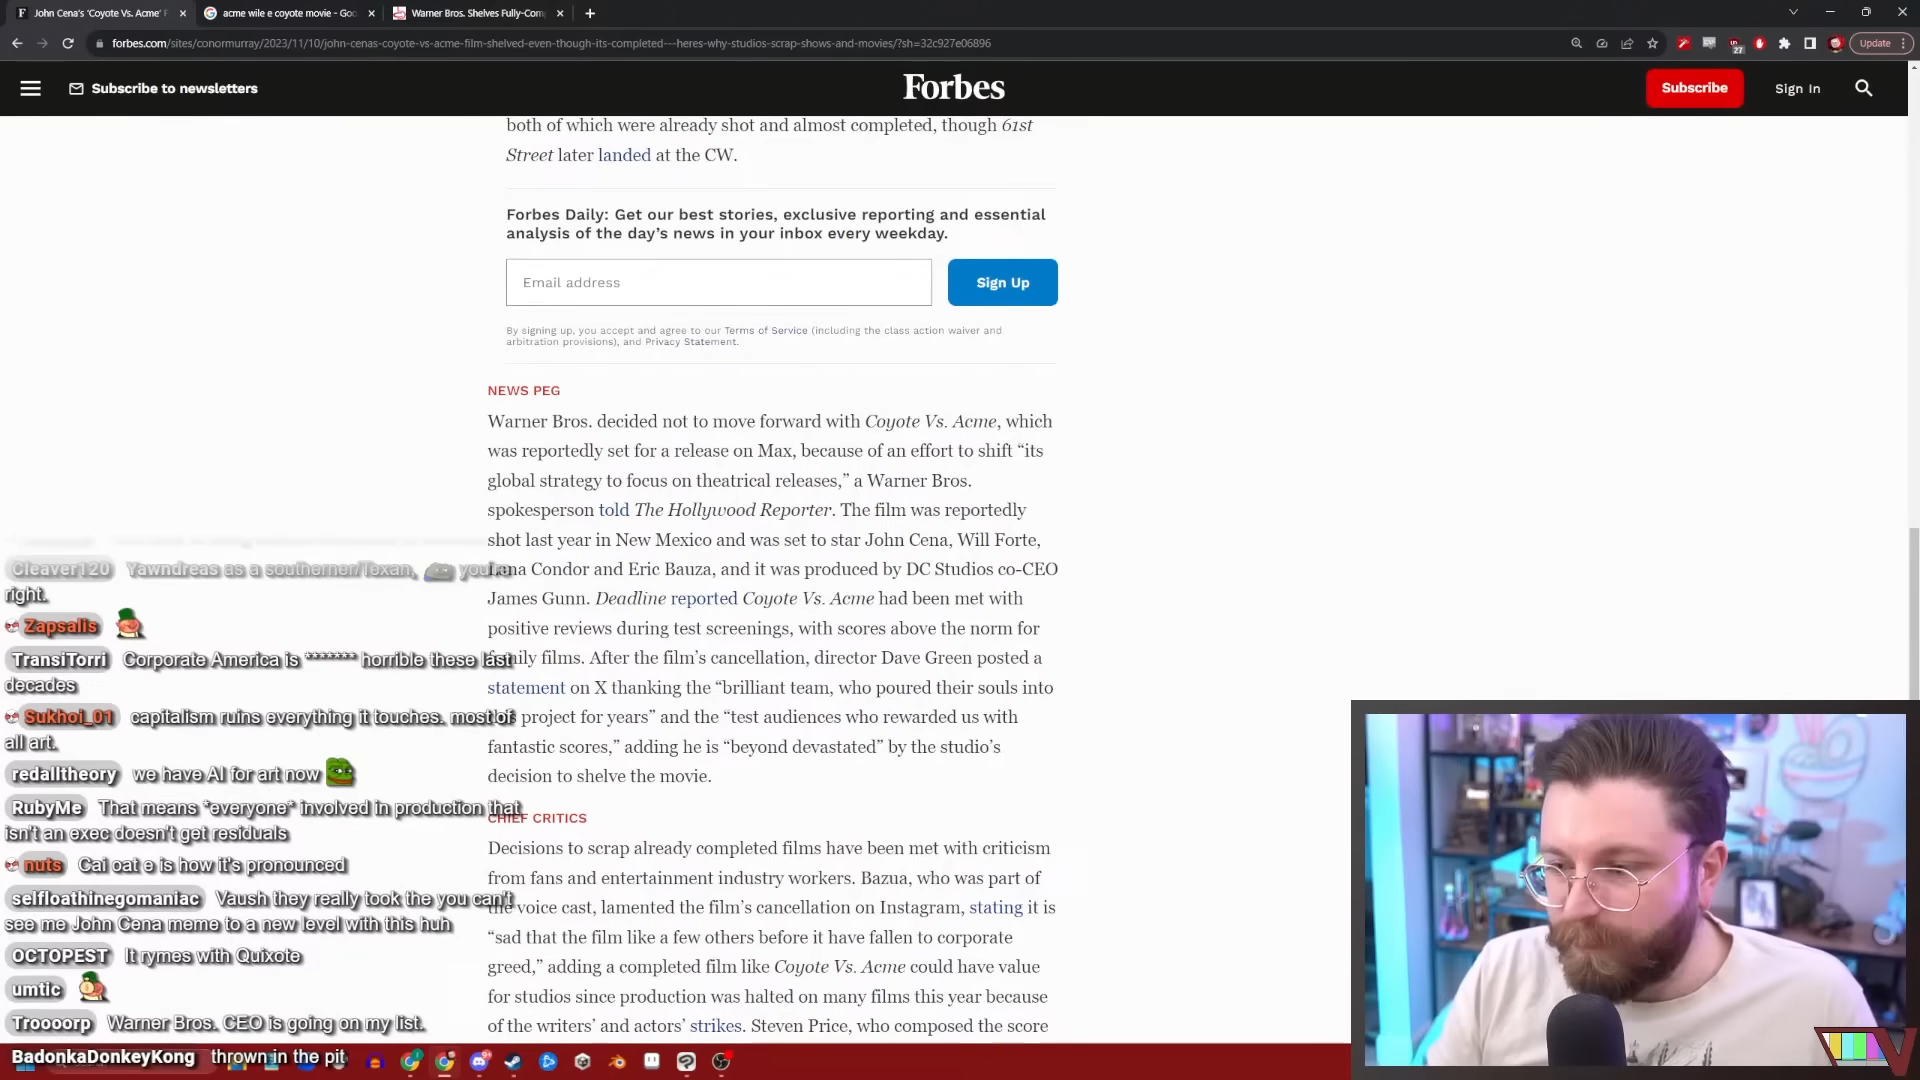 John Cena's 'Coyote Vs. Acme' F
acme wile e coyote movie - Goo
Warner Bros. Shelves Fully-Com
forbes.com/sites/conormurray/2023/11/10/john-cenas-coyote-vs-acme-film-shelved-even-though-its-completed---heres-why-studios-scrap-shows-and-movies/?sh=32c927e06896
27
Update
Subscribe to newsletters
Forbes
Subscribe
Sign In
both of which were already shot and almost completed, though 61st
Street later landed at the CW.
Forbes Daily: Get our best stories, exclusive reporting and essential
analysis of the day's news in your inbox every weekday.
Email address
Sign Up
By signing up, you accept and agree to our Terms of Service (including the class action waiver and
arbitration provisions), and Privacy Statement.
NEWS PEG
Warner Bros. decided not to move forward with Coyote Vs. Acme, which
was reportedly set for a release on Max, because of an effort to shift “its
global strategy to focus on theatrical releases,” a Warner Bros.
spokesperson told The Hollywood Reporter. The film was reportedly
shot last year in New Mexico and was set to star John Cena, Will Forte,
Lana Condor and Eric Bauza, and it was produced by DC Studios co-CEO
James Gunn. Deadline reported Coyote Vs. Acme had been met with
positive reviews during test screenings, with scores above the norm for
family films. After the film's cancellation, director Dave Green posted a
statement on X thanking the “brilliant team, who poured their souls into
project for years” and the “test audiences who rewarded us with
fantastic scores,” adding he is “beyond devastated” by the studio's
decision to shelve the movie.
CHIEF CRITICS
Decisions to scrap already completed films have been met with criticism
from fans and entertainment industry workers. Bazua, who was part of
the voice cast, lamented the film's cancellation on Instagram, stating it is
“sad that the film like a few others before it have fallen to corporate
greed,” adding a completed film like Coyote Vs. Acme could have value
for studios since production was halted on many films this year because
of the writers' and actors' strikes. Steven Price, who composed the score
Cleaver120 Yawndreas as a southerner/Texan,
right.
Zapsalis
TransiTorri Corporate America is ******* horrible these last
decades
Sukhoi_01 capitalism ruins everything it touches. most of
all art.
redalltheory we have AI for art now
RubyMe That means *everyone* involved in production that
isn't an exec doesn't get residuals
nuts Cai oat e is how it's pronounced
selfloathinegomaniac Vaush they really took the you can't
see me John Cena meme to a new level with this huh
OCTOPEST It rymes with Quixote
umtic
Troooorp Warner Bros. CEO is going on my list.
BadonkaDonkeyKong thrown in the pit